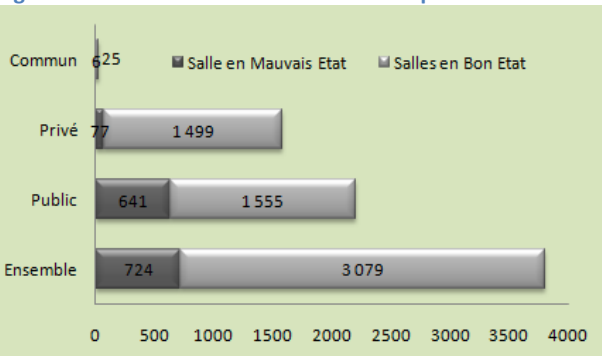 Commun 6 25
Salle en Mauvais Etat Salles en Bon Etat
Privé 77 1 499
Public 641 1 555
Ensemble 724 3 079
0 500 1000 1500 2000 2500 3000 3500 4000